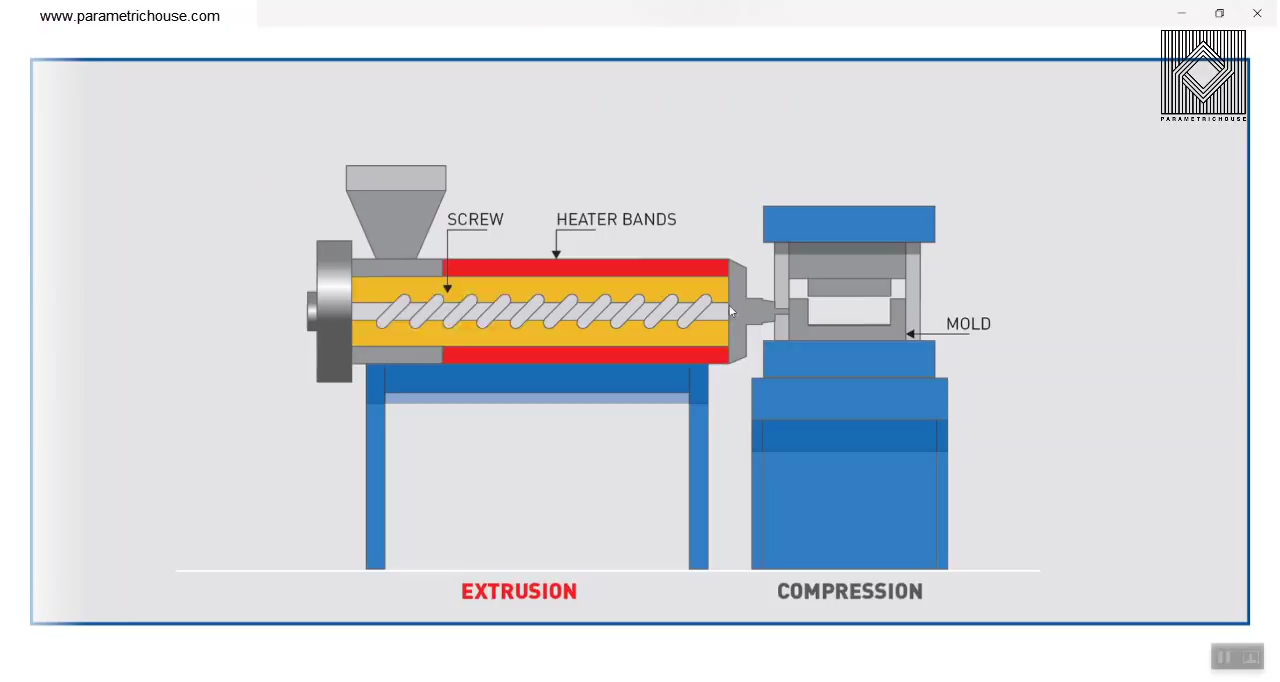 www.parametrichouse.com
PARAMETRICHOUSE
SCREW
HEATER BANDS
MOLD
EXTRUSION
COMPRESSION